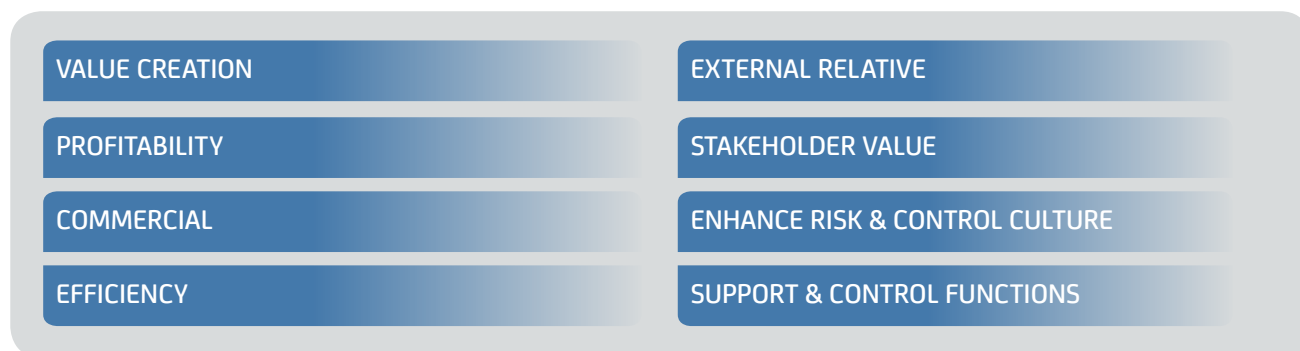 VALUE CREATION
PROFITABILITY
COMMERCIAL
EFFICIENCY
EXTERNAL RELATIVE
STAKEHOLDER VALUE
ENHANCE RISK & CONTROL CULTURE
SUPPORT & CONTROL FUNCTIONS